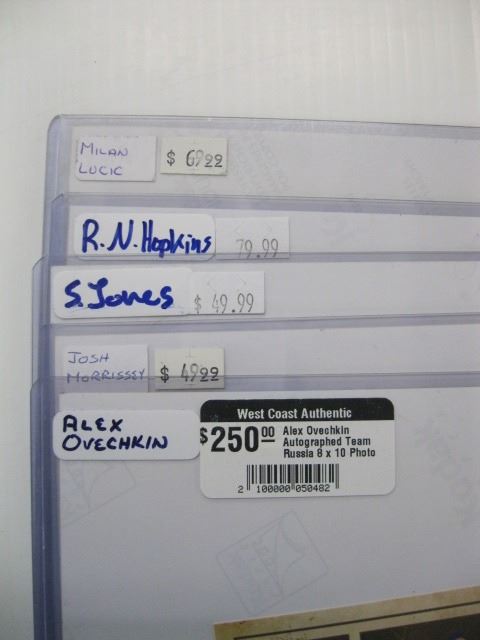 MILAN
LUCIC
$ 69.99
R.N. Hopkins
79.99
S. Jones
$ 49.99
JOSH
MORRISSEY
$ 49.99
ALEX
OVECHKIN
West Coast Authentic
$250.00
Alex Ovechkin
Autographed Team
Russia 8 x 10 Photo
2 100000 050482